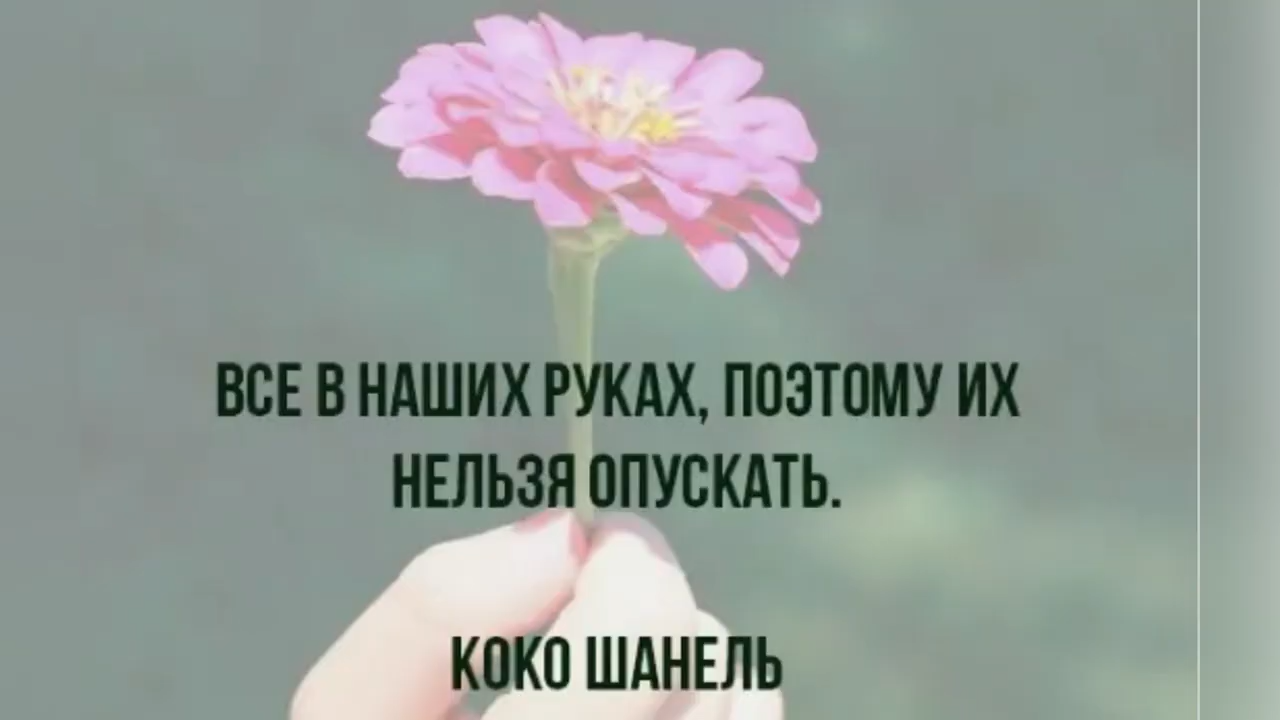 ВСЕ В НАШИХ РУКАХ, ПОЭТОМУ ИХ
НЕЛЬЗЯ ОПУСКАТЬ.
КОКО ШАНЕЛЬ